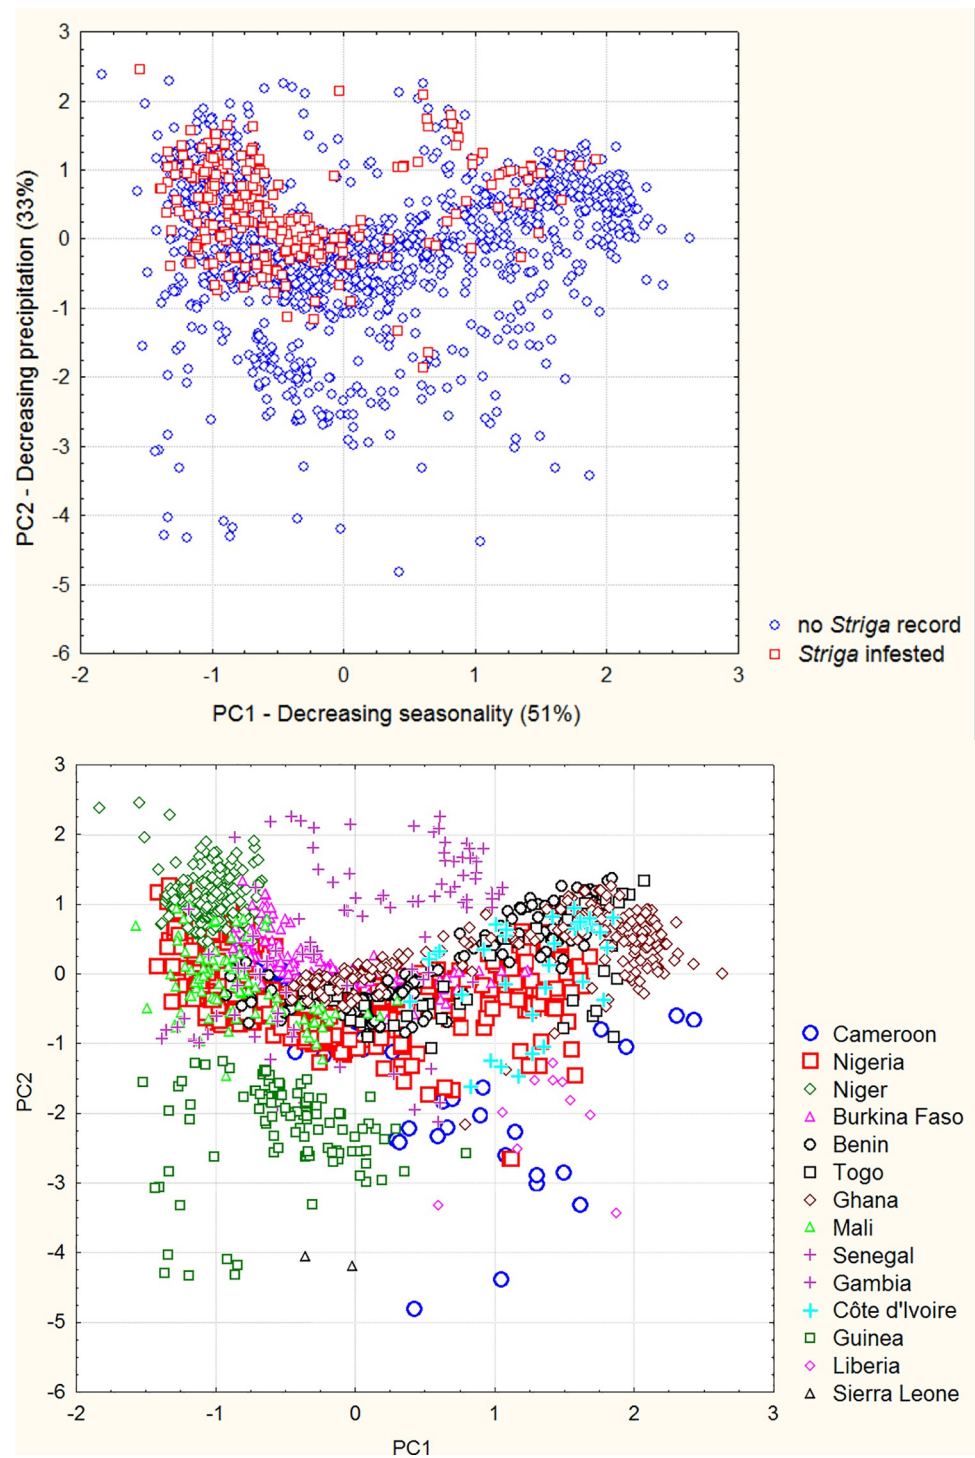 3
2
1
0
-1
-2
-3
-4
-5
-6
PC2 - Decreasing precipitation (33%)
-2 -1 0 1 2 3
PC1 - Decreasing seasonality (51%)
no Striga record
Striga infested
3
2
1
0
-1
-2
-3
-4
-5
-6
PC2
-2 -1 0 1 2 3
PC1
Cameroon
Nigeria
Niger
Burkina Faso
Benin
Togo
Ghana
Mali
Senegal
Gambia
Côte d'Ivoire
Guinea
Liberia
Sierra Leone